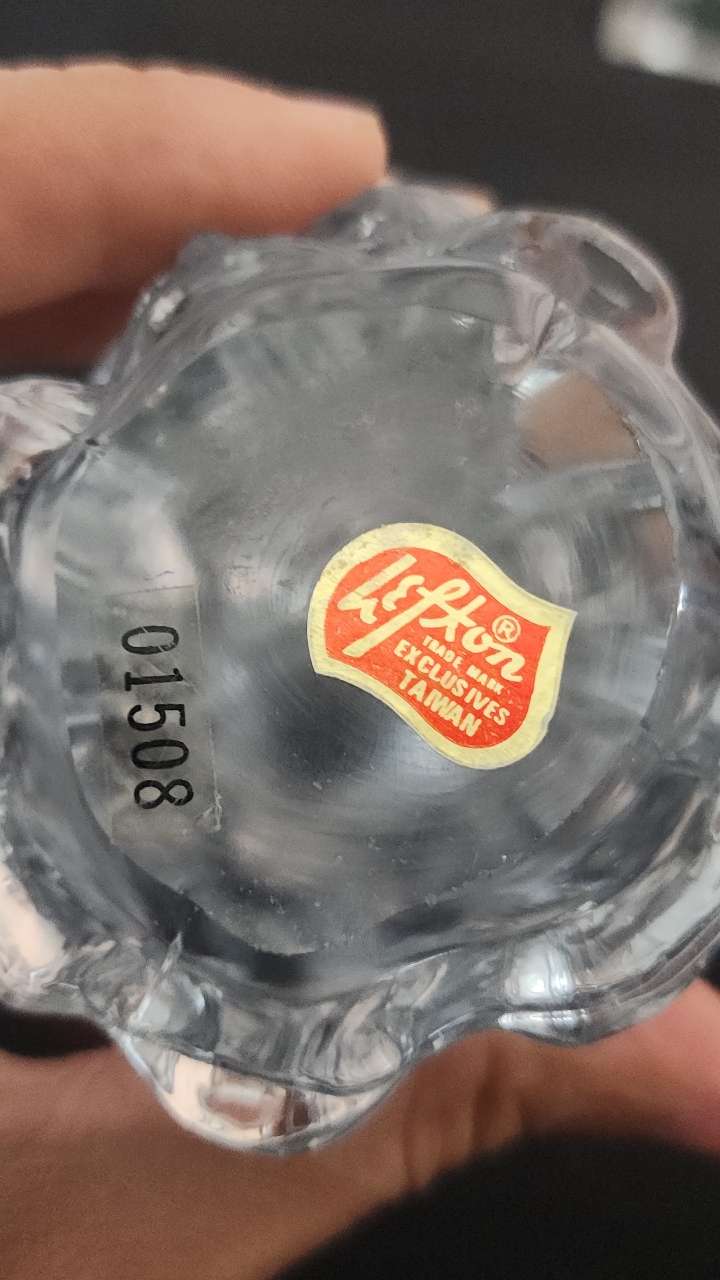 Lefton®
TRADE MARK
EXCLUSIVES
TAIWAN
01508